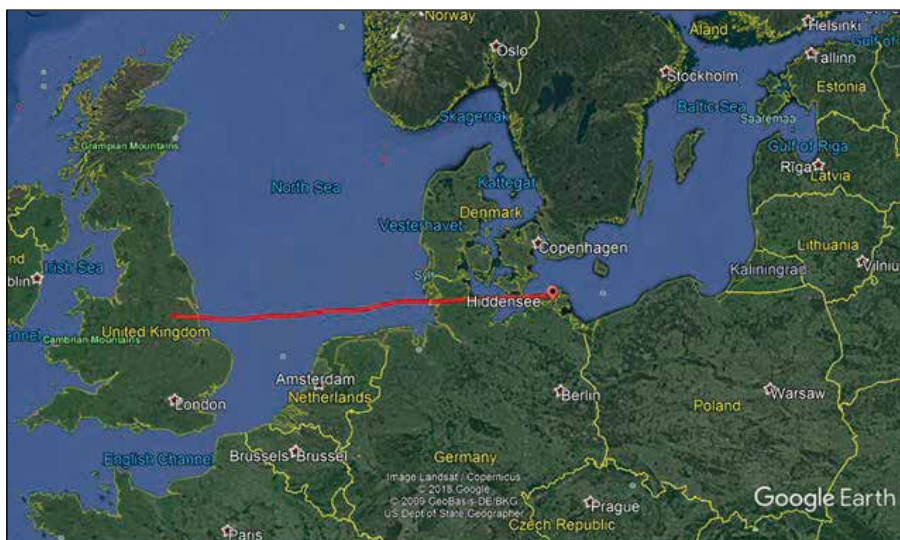 Norway
Aland
Helsinki
Gulf of
Oslo
Tallinn
Stockholm
Estonia
Baltic Sea
Saaremaa
Skagerrak
Grampian Mountains
Gulf of Riga
Rīga
Latvia
North Sea
Kattegat
Denmark
Vesterhavet
Copenhagen
Lithuania
Irish Sea
Kaliningrad
Vilniu
blin
Sylt
Hiddensee
United Kingdom
Cambrian Mountains
Amsterdam
Netherlands
London
Berlin
Warsaw
Poland
English Channel
Brussels - Brussel
Germany
Image Landsat / Copernicus
© 2018 Google
© 2009 GeoBasis-DE/BKG
US Dept of State Geographer
Google Earth
Prague
Czech Republic
Paris